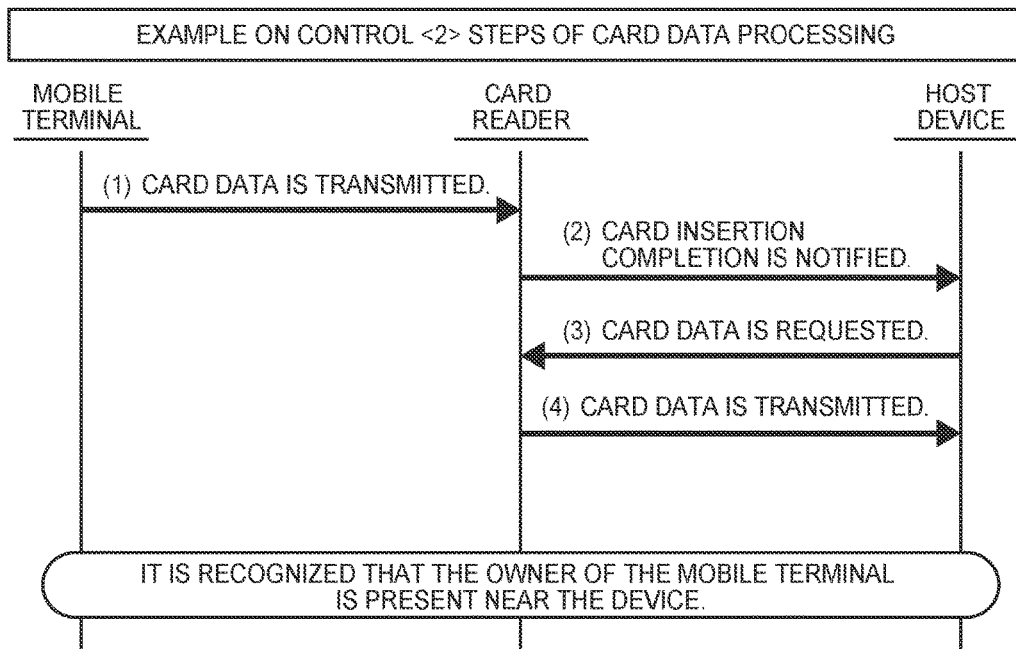 EXAMPLE ON CONTROL <2> STEPS OF CARD DATA PROCESSING
MOBILE
TERMINAL
CARD
READER
HOST
DEVICE
(1) CARD DATA IS TRANSMITTED.
(2) CARD INSERTION
COMPLETION IS NOTIFIED.
(3) CARD DATA IS REQUESTED.
(4) CARD DATA IS TRANSMITTED.
IT IS RECOGNIZED THAT THE OWNER OF THE MOBILE TERMINAL
IS PRESENT NEAR THE DEVICE.